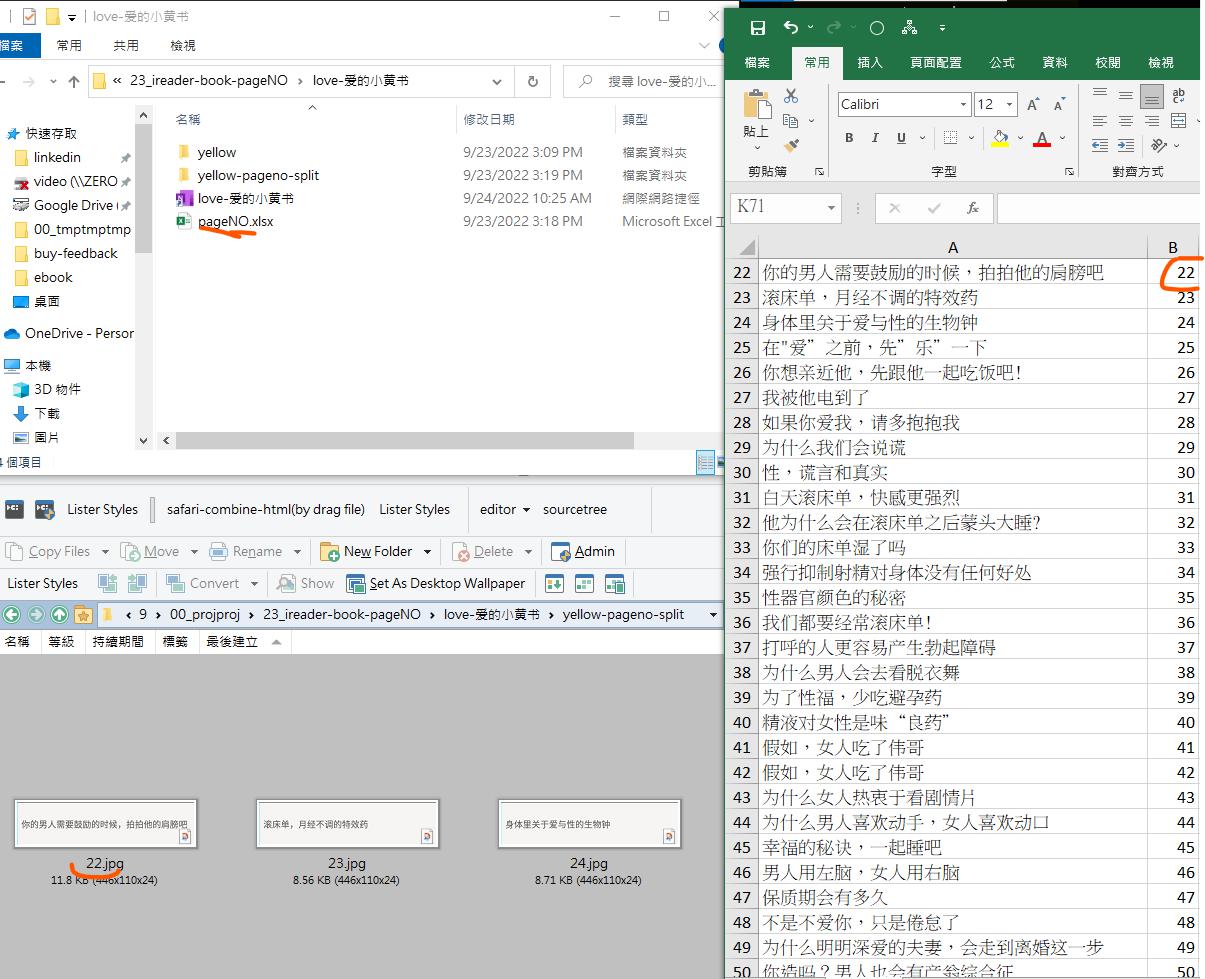 love-爱的小黄书
檔案 常用 共用 檢視
« 23_ireader-book-pageNO › love-爱的小黄书
搜尋 love-爱的小...
名稱 修改日期 類型
快速存取
linkedin
video (\\ZERO
Google Drive (
00_tmptmptmp
buy-feedback
ebook
桌面
OneDrive - Person
本機
3D 物件
下載
圖片
yellow 9/23/2022 3:09 PM 檔案資料夾
yellow-pageno-split 9/23/2022 3:19 PM 檔案資料夾
love-爱的小黄书 9/24/2022 10:25 AM 網際網路捷徑
pageNO.xlsx 9/23/2022 3:18 PM Microsoft Excel 工
4 個項目
Lister Styles safari-combine-html(by drag file) Lister Styles editor sourcetree
Copy Files Move Rename New Folder Delete Admin
Lister Styles Convert Show Set As Desktop Wallpaper
9 › 00_projproj › 23_ireader-book-pageNO › love-爱的小黄书 › yellow-pageno-split
名稱 等級 持續期間 標籤 最後建立
你的男人需要鼓励的时候，拍拍他的肩膀吧
22.jpg
11.8 KB (446x110x24)
滚床单，月经不调的特效药
23.jpg
8.56 KB (446x110x24)
身体里关于爱与性的生物钟
24.jpg
8.71 KB (446x110x24)
檔案 常用 插入 頁面配置 公式 資料 校閱 檢視
貼上
Calibri 12
B I U A
ab
剪貼簿 字型 對齊方式
K71 fx
A B
22 你的男人需要鼓励的时候，拍拍他的肩膀吧 22
23 滚床单，月经不调的特效药 23
24 身体里关于爱与性的生物钟 24
25 在"爱”之前，先”乐”一下 25
26 你想亲近他，先跟他一起吃饭吧! 26
27 我被他电到了 27
28 如果你爱我，请多抱抱我 28
29 为什么我们会说谎 29
30 性，谎言和真实 30
31 白天滚床单，快感更强烈 31
32 他为什么会在滚床单之后蒙头大睡? 32
33 你们的床单湿了吗 33
34 强行抑制射精对身体没有任何好处 34
35 性器官颜色的秘密 35
36 我们都要经常滚床单! 36
37 打呼的人更容易产生勃起障碍 37
38 为什么男人会去看脱衣舞 38
39 为了性福，少吃避孕药 39
40 精液对女性是味“良药” 40
41 假如，女人吃了伟哥 41
42 假如，女人吃了伟哥 42
43 为什么女人热衷于看剧情片 43
44 为什么男人喜欢动手，女人喜欢动口 44
45 幸福的秘诀，一起睡吧 45
46 男人用左脑，女人用右脑 46
47 保质期会有多久 47
48 不是不爱你，只是倦怠了 48
49 为什么明明深爱的夫妻，会走到离婚这一步 49
50 你造吗？男人也会有产翁综合征 50